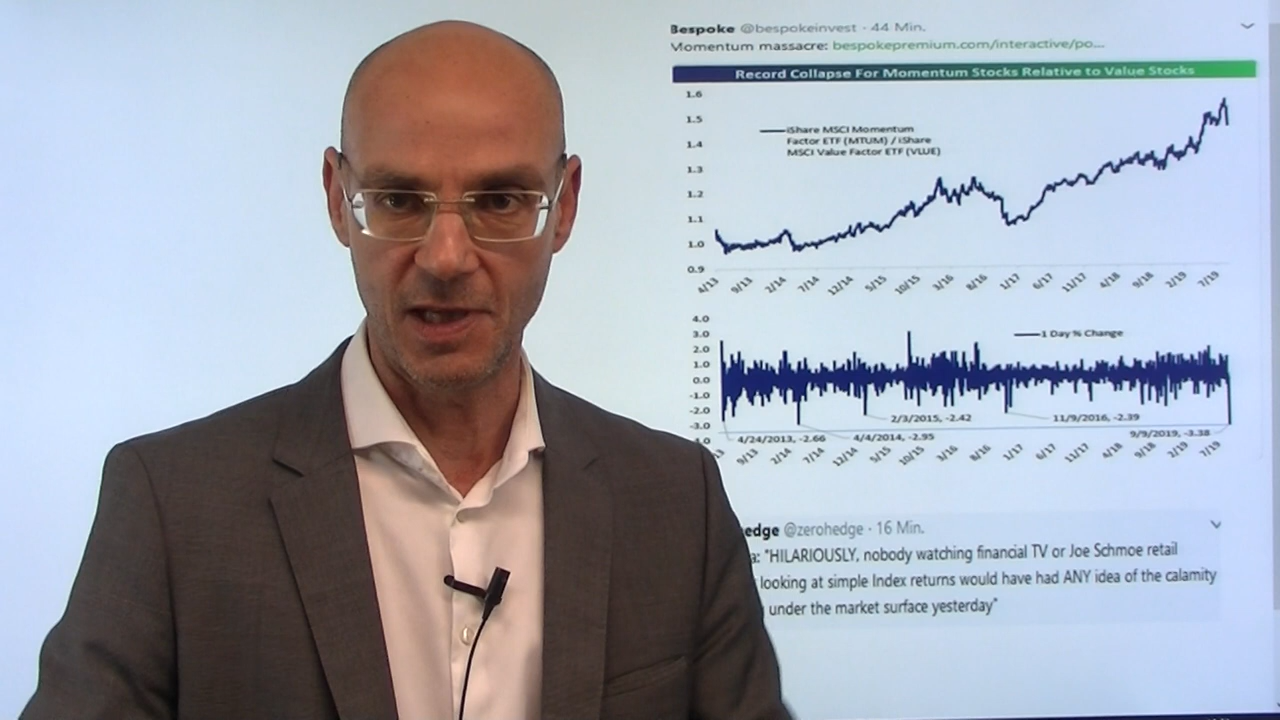 Bespoke @bespokeinvest · 44 Min.
Momentum massacre: bespokepremium.com/interactive/po...
Record Collapse For Momentum Stocks Relative to Value Stocks
1.6
1.5
1.4
1.3
1.2
1.1
1.0
0.9
iShare MSCI Momentum
Factor ETF (MTUM) / iShare
MSCI Value Factor ETF (VLUE)
4/13 9/13 2/14 7/14 12/14 5/15 10/15 3/16 8/16 1/17 6/17 11/17 4/18 9/18 2/19 7/19
4.0
3.0
2.0
1.0
0.0
-1.0
-2.0
-3.0
4.0
1 Day % Change
2/3/2015, -2.42
11/9/2016, -2.39
4/24/2013, -2.66
4/4/2014, -2.95
9/9/2019, -3.38
13 9/13 2/14 7/14 12/14 5/15 10/15 3/16 8/16 1/17 6/17 11/17 4/18 9/18 2/19 7/19
edge @zerohedge · 16 Min.
a: "HILARIOUSLY, nobody watching financial TV or Joe Schmoe retail
looking at simple Index returns would have had ANY idea of the calamity
under the market surface yesterday"